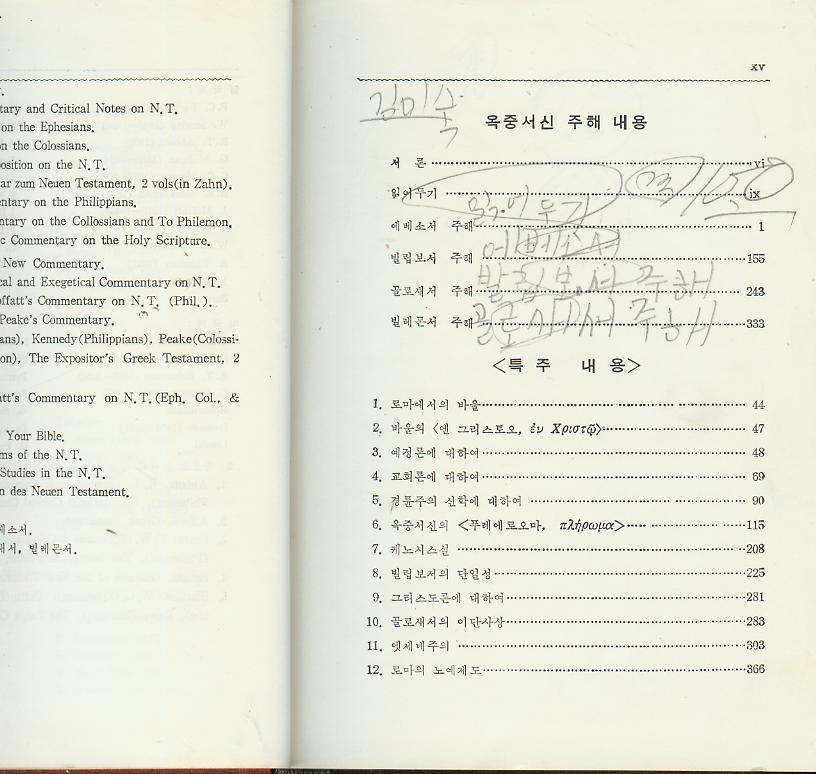 tary and Critical Notes on N.T.
on the Ephesians.
on the Colossians.
osition on the N.T.
ar zum Neuen Testament, 2 vols(in Zahn).
entary on the Philippians.
ntary on the Collossians and To Philemon.
c Commentary on the Holy Scripture.
New Commentary.
cal and Exegetical Commentary on N.T.
offatt's Commentary on N.T. (Phil.).
Peake's Commentary.
ans), Kennedy(Philippians), Peake(Colossi-
on), The Expositor's Greek Testament, 2
att's Commentary on N.T.(Eph. Col., &
Your Bible.
ms of the N.T.
Studies in the N.T.
n des Neuen Testament.
소서.
새서, 빌레몬서.
xv
김미숙
옥중서신 주해 내용
서 론 vi
읽어두기 ix
읽어두기
에베소서 주해 1
에베소서
빌립보서 주해 155
빌립보서 주해
골로새서 주해 243
빌레몬서 주해 333
주해
<특 주 내 용>
1. 로마에서의 바울 44
2. 바울의 <엔 그리스토오, ἐν Χριστῷ> 47
3. 예정론에 대하여 48
4. 교회론에 대하여 69
5. 경륜주의 신학에 대하여 90
6. 옥중서신의 <푸레에로오마, πλήρωμα> 115
7. 케노시스설 208
8. 빌립보서의 단일성 225
9. 그리스도론에 대하여 281
10. 골로새서의 이단사상 283
11. 엣세네주의 303
12. 로마의 노예제도 366